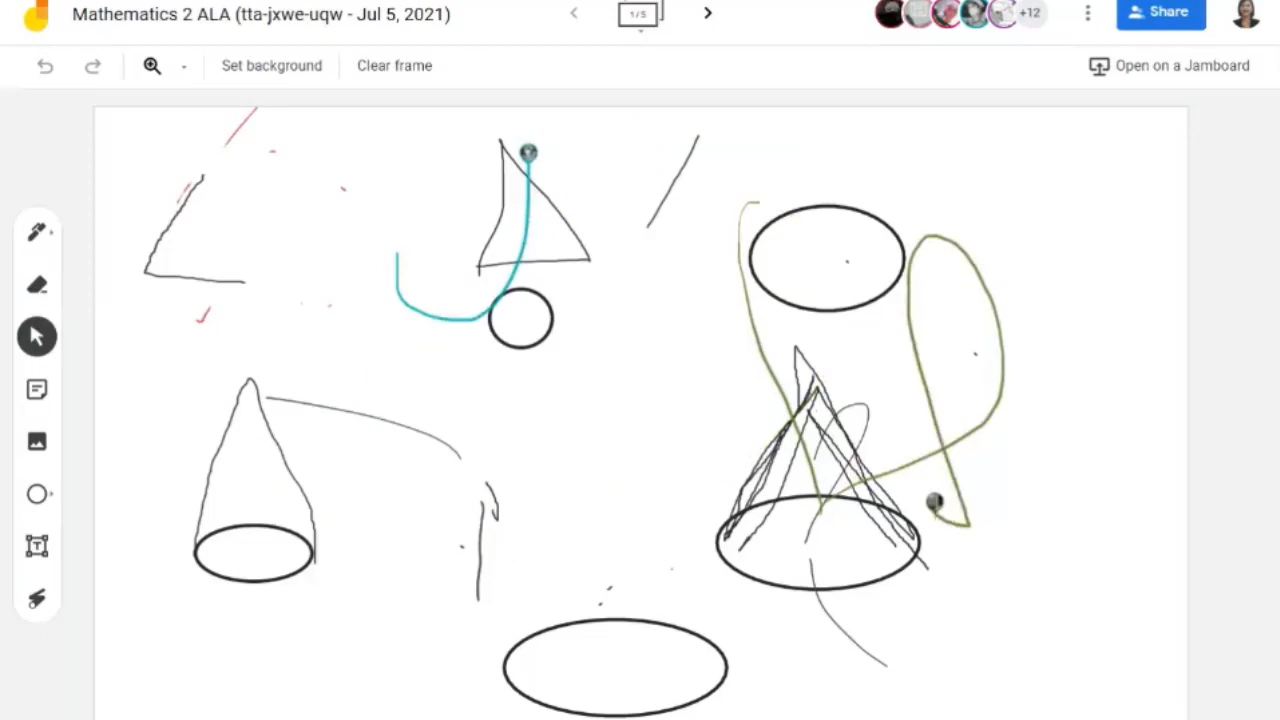 Mathematics 2 ALA (tta-jxwe-uqw - Jul 5, 2021)
1/5
+12
Share
Set background
Clear frame
Open on a Jamboard
T